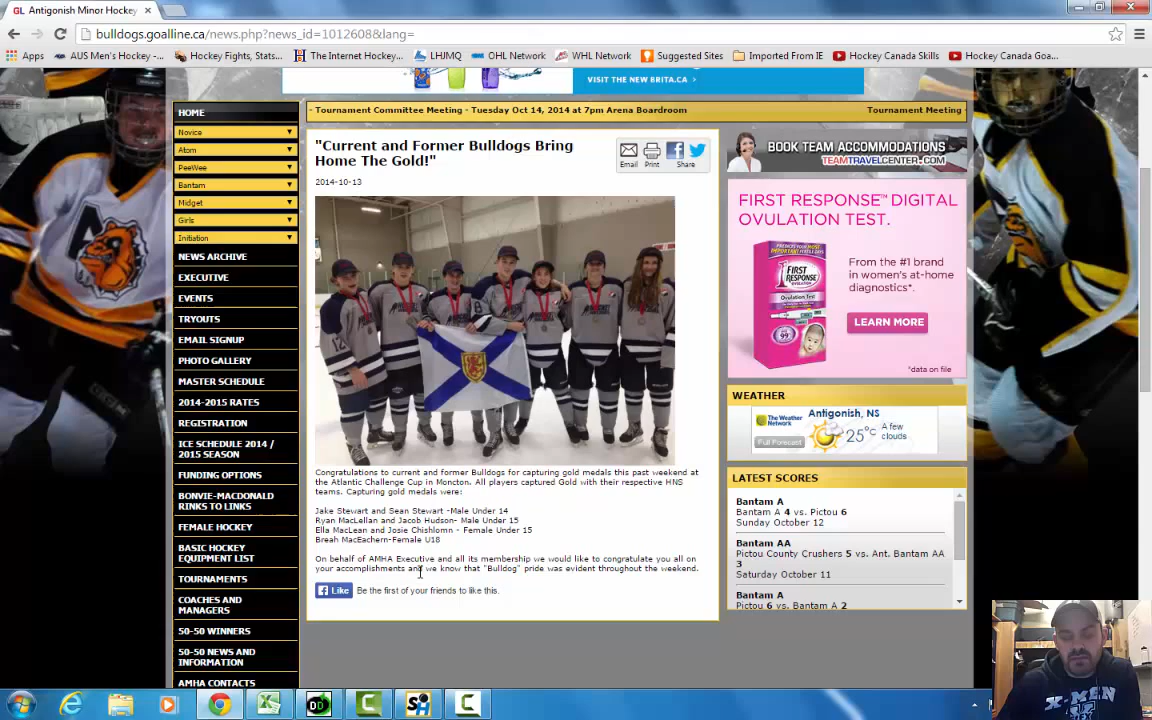 GL Antigonish Minor Hockey
bulldogs.goalline.ca/news.php?news_id=1012608&lang=
Apps
AUS Men's Hockey -...
Hockey Fights, Stats...
The Internet Hockey...
LHJMQ
OHL Network
WHL Network
Suggested Sites
Imported From IE
Hockey Canada Skills
Hockey Canada Goa...
VISIT THE NEW BRITA.CA >
- Tournament Committee Meeting - Tuesday Oct 14, 2014 at 7pm Arena Boardroom
Tournament Meeting
HOME
Novice
Atom
PeeWee
Bantam
Midget
Girls
Initiation
NEWS ARCHIVE
EXECUTIVE
EVENTS
TRYOUTS
EMAIL SIGNUP
PHOTO GALLERY
MASTER SCHEDULE
2014-2015 RATES
REGISTRATION
ICE SCHEDULE 2014 /
2015 SEASON
FUNDING OPTIONS
BONVIE-MACDONALD
RINKS TO LINKS
FEMALE HOCKEY
BASIC HOCKEY
EQUIPMENT LIST
TOURNAMENTS
COACHES AND
MANAGERS
50-50 WINNERS
50-50 NEWS AND
INFORMATION
AMHA CONTACTS
"Current and Former Bulldogs Bring
Home The Gold!"
Email
Print
Share
2014-10-13
12
8
Congratulations to current and former Bulldogs for capturing gold medals this past weekend at
the Atlantic Challenge Cup in Moncton. All players captured Gold with their respective HNS
teams. Capturing gold medals were:
Jake Stewart and Sean Stewart -Male Under 14
Ryan MacLellan and Jacob Hudson- Male Under 15
Ella MacLean and Josie Chishlomn - Female Under 15
Breah MacEachern-Female U18
On behalf of AMHA Executive and all its membership we would like to congratulate you all on
your accomplishments and we know that "Bulldog" pride was evident throughout the weekend.
Like
Be the first of your friends to like this.
BOOK TEAM ACCOMMODATIONS
TEAMTRAVELCENTER.COM
FIRST RESPONSE™ DIGITAL
OVULATION TEST.
From the #1 brand
in women's at-home
diagnostics*.
FIRST
RESPONSE
99
LEARN MORE
*data on file
WEATHER
The Weather
Network
Full Forecast
Antigonish, NS
25°C
A few
clouds
LATEST SCORES
Bantam A
Bantam A 4 vs. Pictou 6
Sunday October 12
Bantam AA
Pictou County Crushers 5 vs. Ant. Bantam AA
3
Saturday October 11
Bantam A
Pictou 6 vs. Bantam A 2
X-MEN